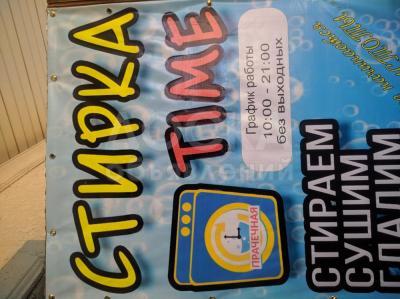 СТИРКА
TIME
График работы
10:00 - 21:00
без выходных
ПРАЧЕЧНАЯ
СТИРАЕМ
СУШИМ
ГЛАДИМ